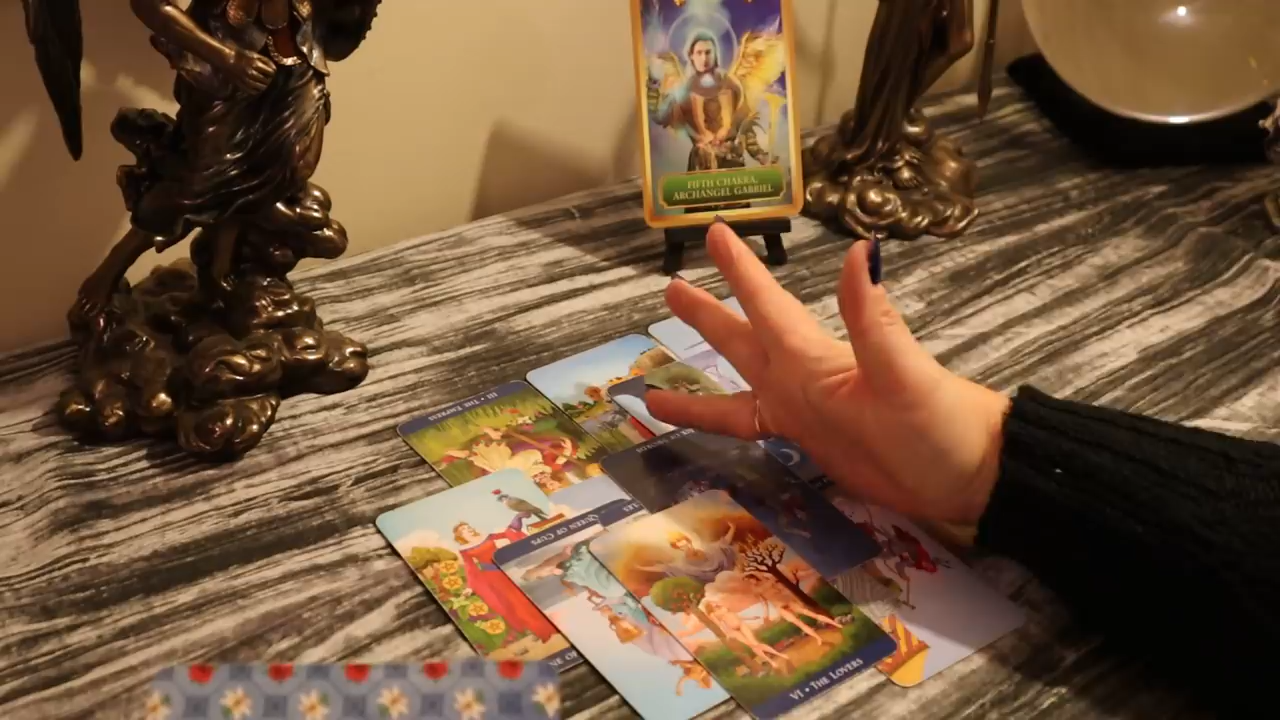 FIFTH CHAKRA,
ARCHANGEL GABRIEL
III • THE EMPRESS
QUEEN OF CUPS
VI • THE LOVERS